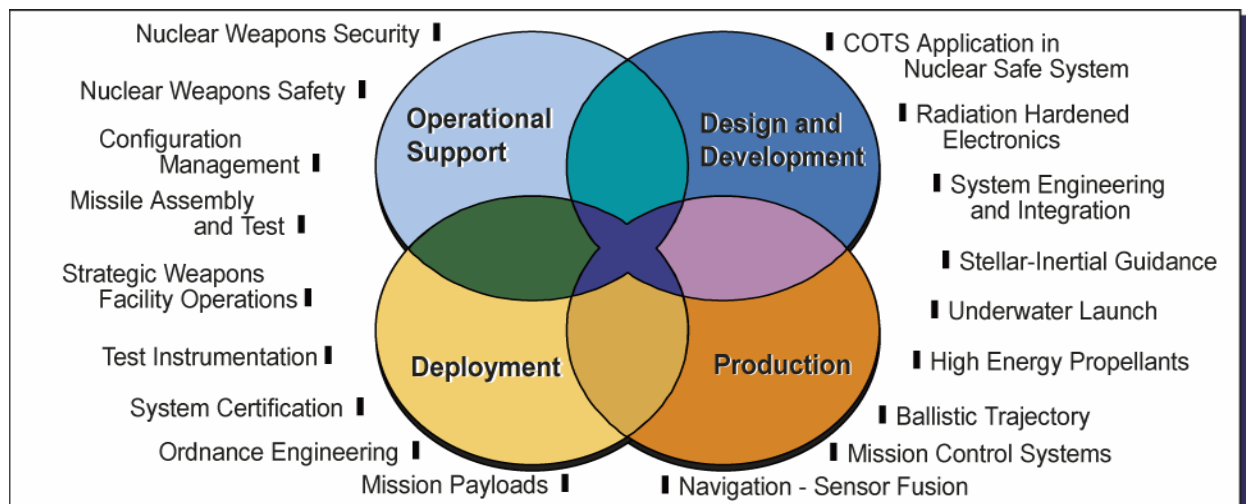 Nuclear Weapons Security
Nuclear Weapons Safety
Configuration
Management
Missile Assembly
and Test
Strategic Weapons
Facility Operations
Test Instrumentation
System Certification
Ordnance Engineering
Mission Payloads
Operational
Support
Design and
Development
Deployment
Production
COTS Application in
Nuclear Safe System
Radiation Hardened
Electronics
System Engineering
and Integration
Stellar-Inertial Guidance
Underwater Launch
High Energy Propellants
Ballistic Trajectory
Mission Control Systems
Navigation - Sensor Fusion